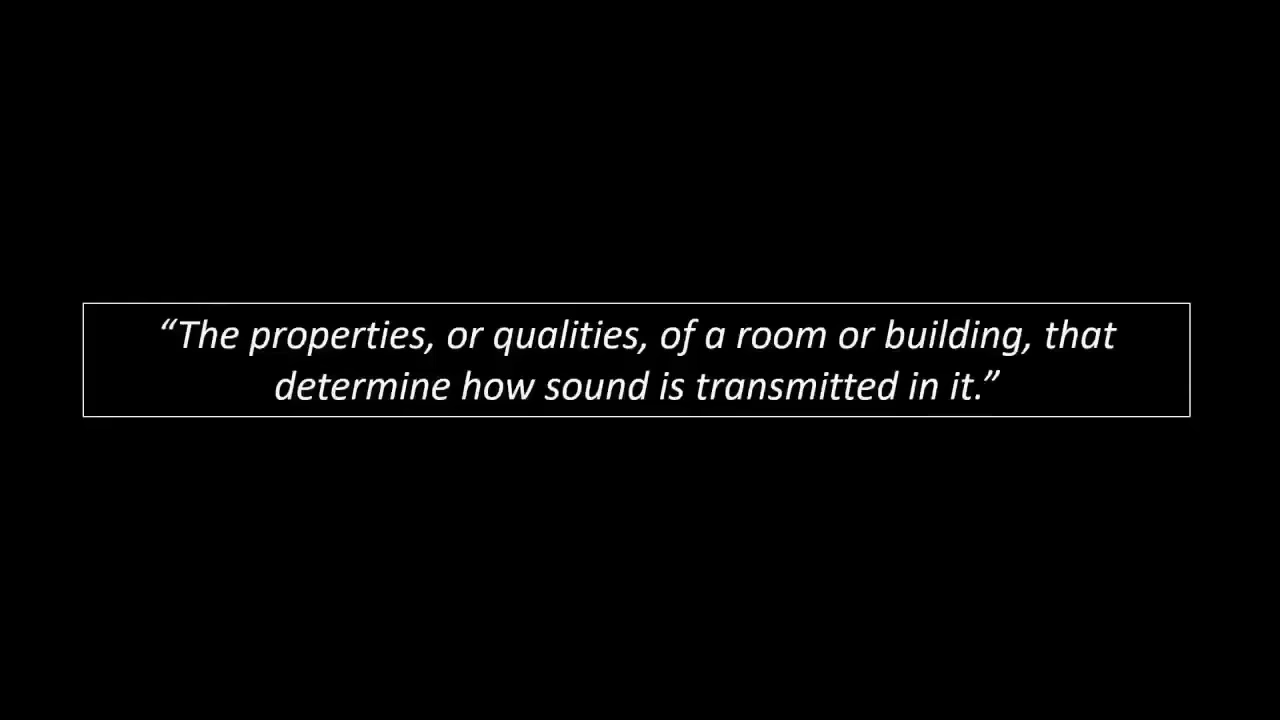 “The properties, or qualities, of a room or building, that
determine how sound is transmitted in it.”